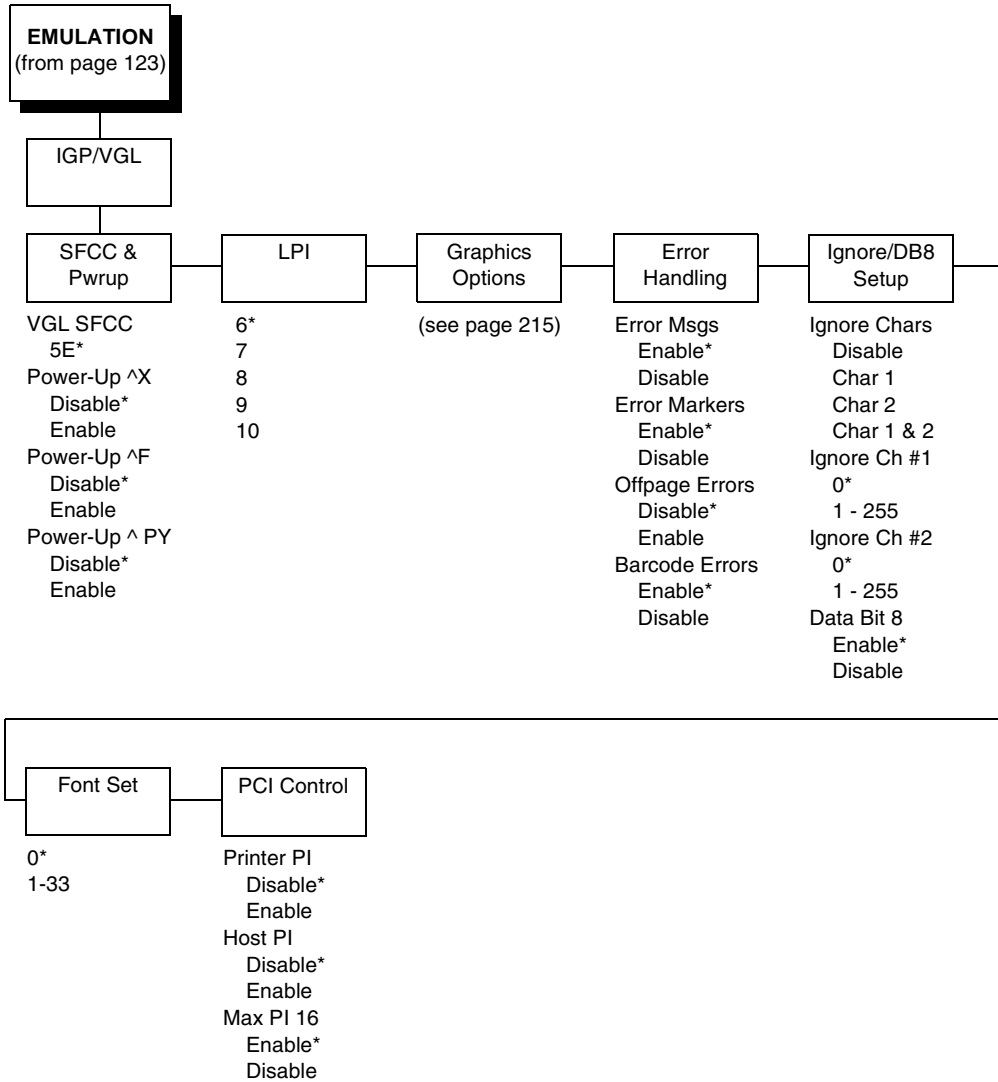 EMULATION
(from page 123)
IGP/VGL
SFCC &
Pwrup
VGL SFCC
5E*
Power-Up ^X
Disable*
Enable
Power-Up ^F
Disable*
Enable
Power-Up ^ PY
Disable*
Enable
LPI
6*
7
8
9
10
Graphics
Options
(see page 215)
Error
Handling
Error Msgs
Enable*
Disable
Error Markers
Enable*
Disable
Offpage Errors
Disable*
Enable
Barcode Errors
Enable*
Disable
Ignore/DB8
Setup
Ignore Chars
Disable
Char 1
Char 2
Char 1 & 2
Ignore Ch #1
0*
1 - 255
Ignore Ch #2
0*
1 - 255
Data Bit 8
Enable*
Disable
Font Set
0*
1-33
PCI Control
Printer PI
Disable*
Enable
Host PI
Disable*
Enable
Max PI 16
Enable*
Disable